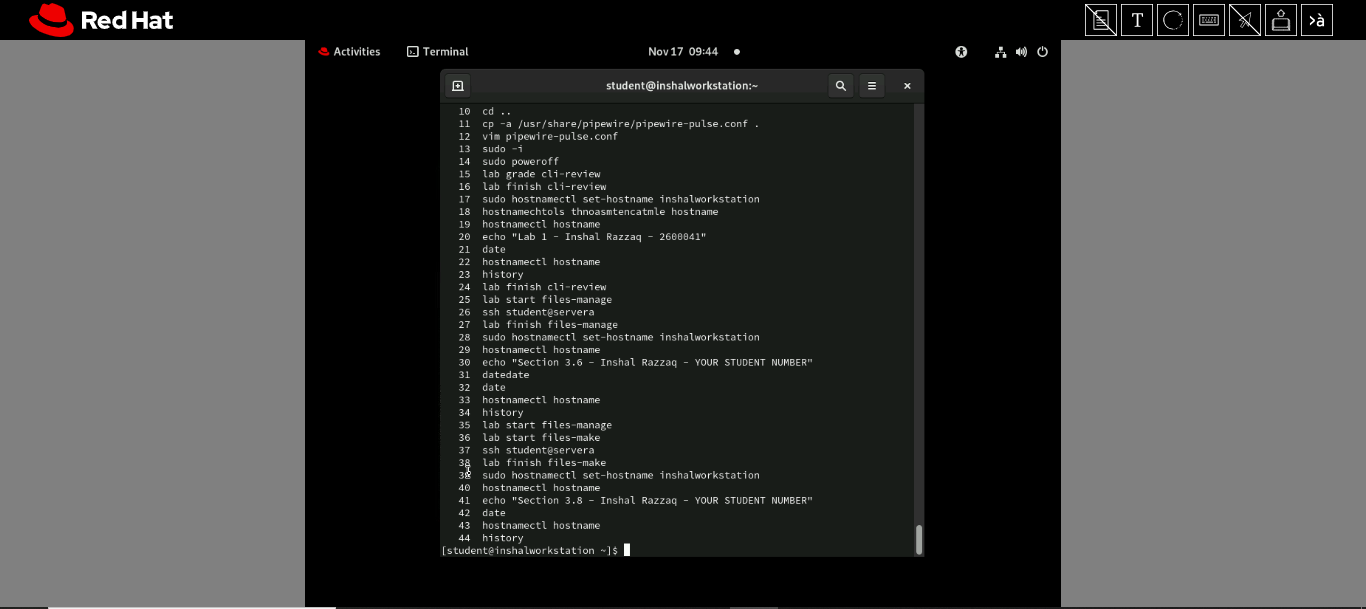 Red Hat
T
>à
Activities
Terminal
Nov 17 09:44
student@inshalworkstation:~
10 cd ..
11 cp -a /usr/share/pipewire/pipewire-pulse.conf .
12 vim pipewire-pulse.conf
13 sudo -i
14 sudo poweroff
15 lab grade cli-review
16 lab finish cli-review
17 sudo hostnamectl set-hostname inshalworkstation
18 hostnamechtols thnoasmtencatmle hostname
19 hostnamectl hostname
20 echo "Lab 1 - Inshal Razzaq - 2600041"
21 date
22 hostnamectl hostname
23 history
24 lab finish cli-review
25 lab start files-manage
26 ssh student@servera
27 lab finish files-manage
28 sudo hostnamectl set-hostname inshalworkstation
29 hostnamectl hostname
30 echo "Section 3.6 - Inshal Razzaq - YOUR STUDENT NUMBER"
31 datedate
32 date
33 hostnamectl hostname
34 history
35 lab start files-manage
36 lab start files-make
37 ssh student@servera
38 lab finish files-make
39 sudo hostnamectl set-hostname inshalworkstation
40 hostnamectl hostname
41 echo "Section 3.8 - Inshal Razzaq - YOUR STUDENT NUMBER"
42 date
43 hostnamectl hostname
44 history
[student@inshalworkstation ~]$